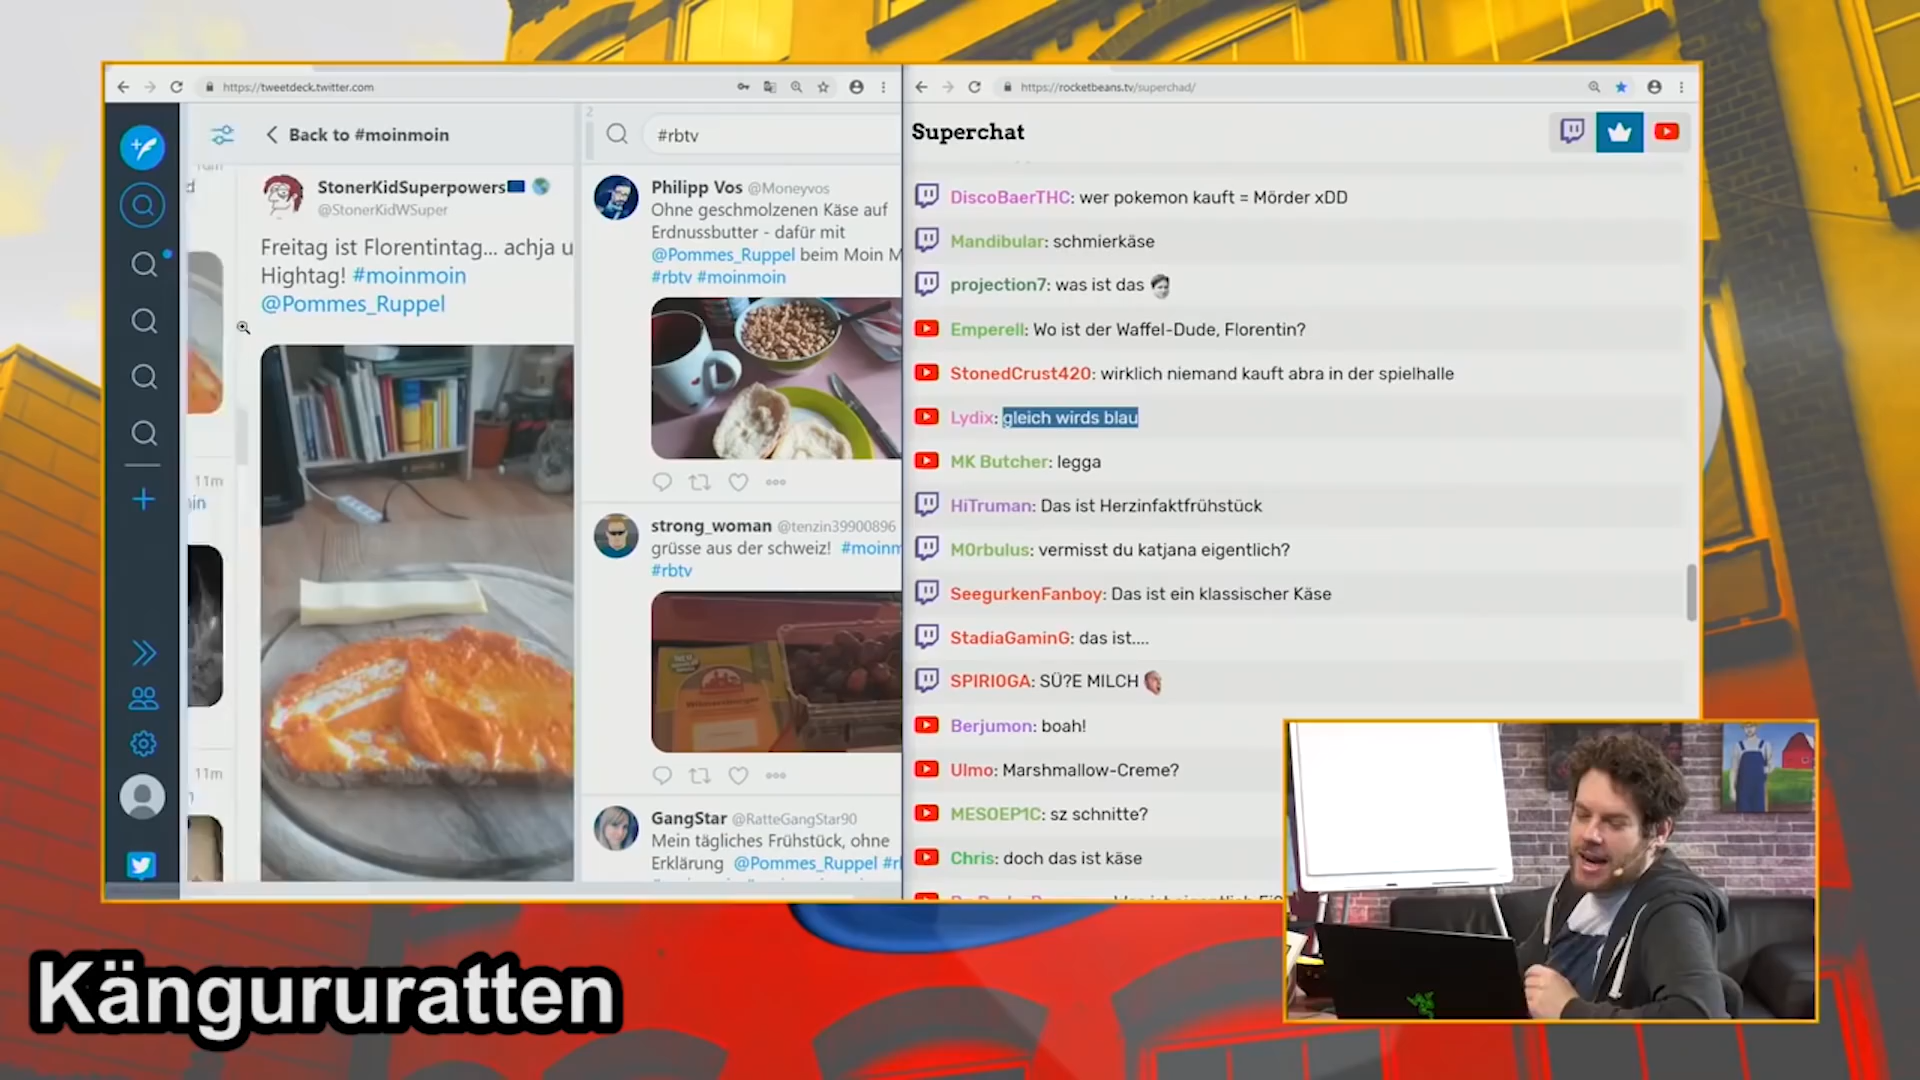 https://tweetdeck.twitter.com
Back to #moinmoin
StonerKidSuperpowers
@StonerKidWSuper
Freitag ist Florentintag... achja u
Hightag! #moinmoin
@Pommes_Ruppel
11m
11m
2
#rbtv
Philipp Vos @Moneyvos
Ohne geschmolzenen Käse auf
Erdnussbutter - dafür mit
@Pommes_Ruppel beim Moin M
#rbtv #moinmoin
strong_woman @tenzin39900896
grüsse aus der schweiz! #moinm
#rbtv
GangStar @RatteGangStar90
Mein tägliches Frühstück, ohne
Erklärung @Pommes_Ruppel #rl
https://rocketbeans.tv/superchad/
Superchat
DiscoBaerTHC: wer pokemon kauft = Mörder xDD
Mandibular: schmierkäse
projection7: was ist das
Emperell: Wo ist der Waffel-Dude, Florentin?
StonedCrust420: wirklich niemand kauft abra in der spielhalle
Lydix: gleich wirds blau
MK Butcher: legga
HiTruman: Das ist Herzinfaktfrühstück
M0rbulus: vermisst du katjana eigentlich?
SeegurkenFanboy: Das ist ein klassischer Käse
StadiaGaminG: das ist....
SPIRI0GA: SÜ?E MILCH
Berjumon: boah!
Ulmo: Marshmallow-Creme?
MESOEP1C: sz schnitte?
Chris: doch das ist käse
Kängururatten